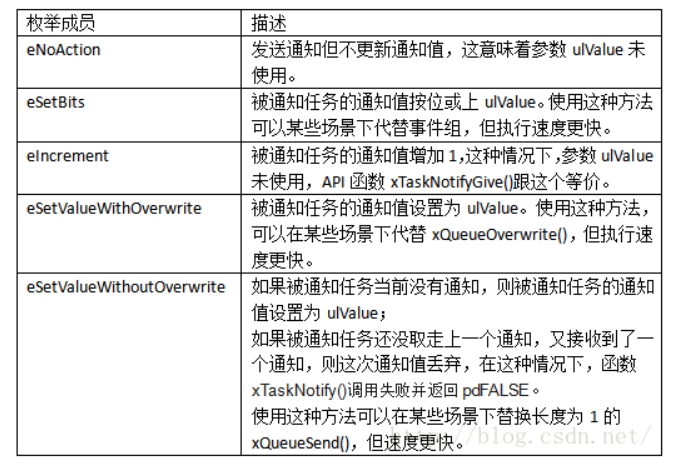 枚举成员 描述
eNoAction 发送通知但不更新通知值，这意味着参数 ulValue 未
使用。
eSetBits 被通知任务的通知值按位或上 ulValue。使用这种方法
可以某些场景下代替事件组，但执行速度更快。
eIncrement 被通知任务的通知值增加 1，这种情况下，参数 ulValue
未使用，API 函数 xTaskNotifyGive()跟这个等价。
eSetValueWithOverwrite 被通知任务的通知值设置为 ulValue。使用这种方法，
可以在某些场景下代替 xQueueOverwrite()，但执行速
度更快。
eSetValueWithoutOverwrite 如果被通知任务当前没有通知，则被通知任务的通知
值设置为 ulValue；
如果被通知任务还没取走上一个通知，又接收到了一
个通知，则这次通知值丢弃，在这种情况下，函数
xTaskNotify()调用失败并返回 pdFALSE。
使用这种方法可以在某些场景下替换长度为 1 的
xQueueSend()，但速度更快。
http://blog.csdn.net/